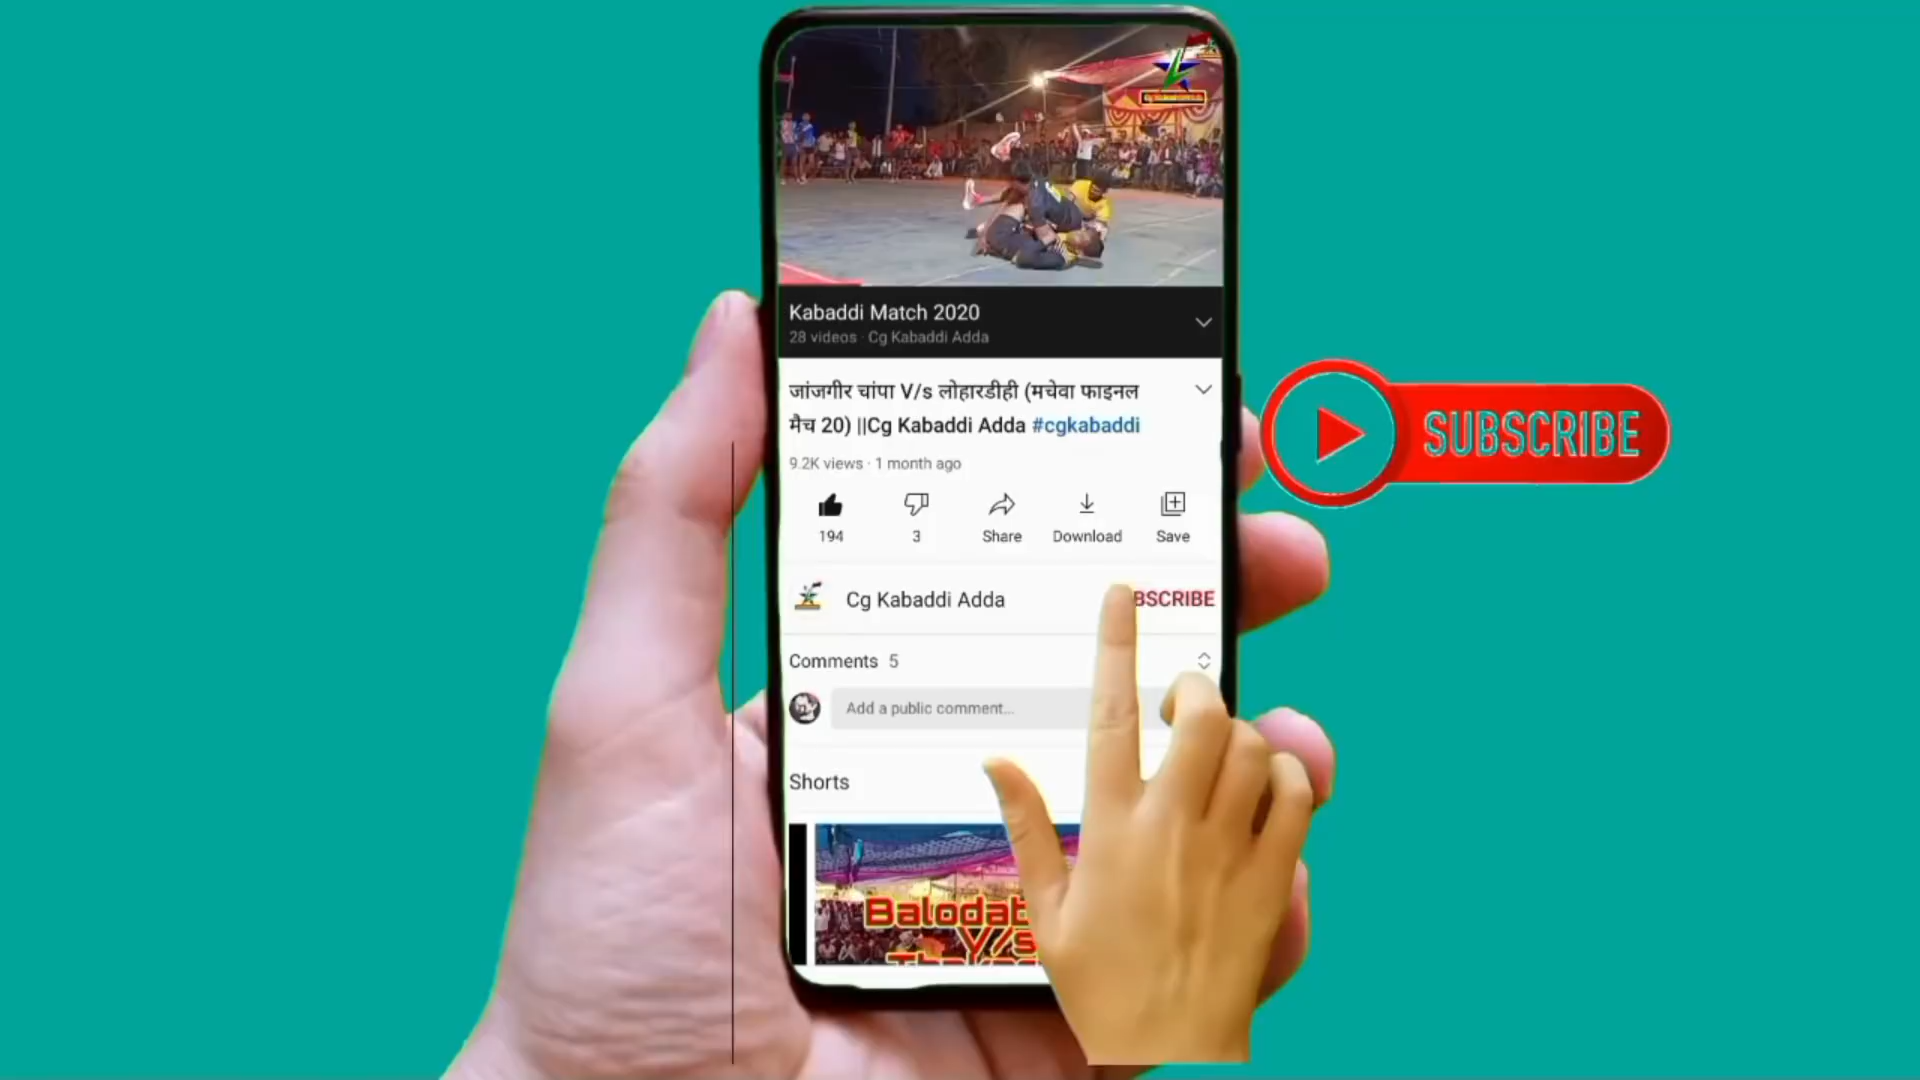 Kabaddi Match 2020
28 videos · Cg Kabaddi Adda
जांजगीर चांपा V/s लोहारडीही (मचेवा फाइनल
मैच 20) ||Cg Kabaddi Adda #cgkabaddi
9.2K views · 1 month ago
194
3
Share
Download
Save
SUBSCRIBE
Cg Kabaddi Adda
BSCRIBE
Comments 5
Add a public comment...
Shorts
Balodab
V/s